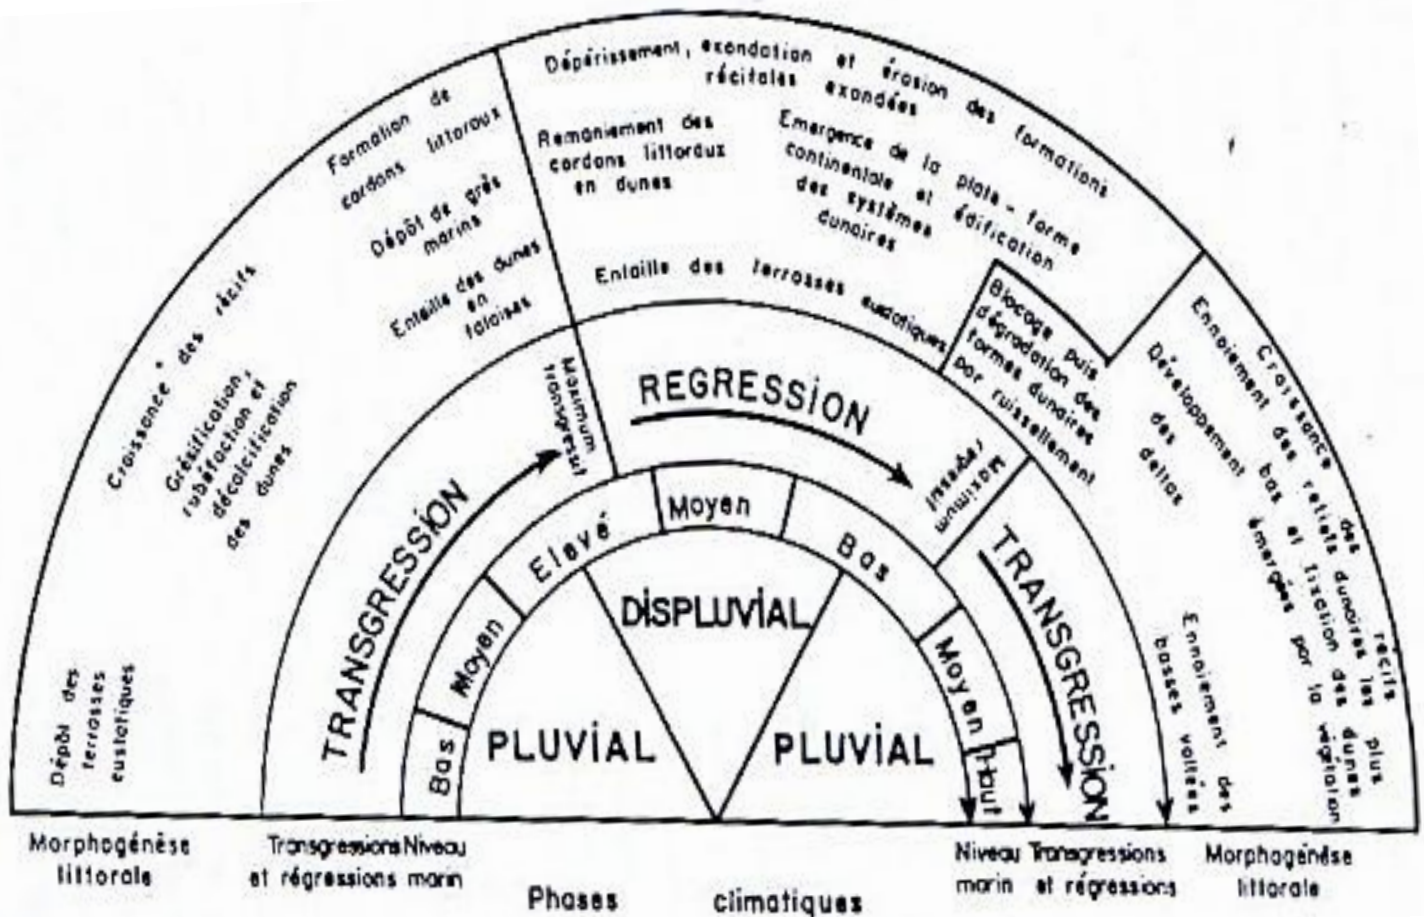 Dépérissement, exondation et érosion des formations
récifales exondées
Formation de
cordons littoraux
Remaniement des
cordons littoraux
en dunes
Emergence de la plate-forme
continentale et édification
des systèmes
dunaires
Dépôt de grès
marins
Entaille des dunes
en
falaises
Entaille des terrasses eustatiques
Blocage puis
dégradation des
formes dunaires
par ruissellement
Croissance des récifs
Grésification,
rubéfaction et
décalcification
des dunes
Dépôt des
terrasses
eustatiques
Croissance des récifs
Ennoiement des reliefs dunaires les plus
bas et fixation des dunes
émergées par la végétation
Développement
des
deltas
Ennoiement des
basses vallées
TRANSGRESSION
Maximum
transgressif
REGRESSION
Maximum
regressif
TRANSGRESSION
Bas
Moyen
Elevé
Moyen
Bas
Moyen
Haut
PLUVIAL
DISPLUVIAL
PLUVIAL
Morphogénèse
littorale
Transgressions
et régressions
Niveau
marin
Phases climatiques
Niveau
marin
Transgressions
et régressions
Morphogénèse
littorale